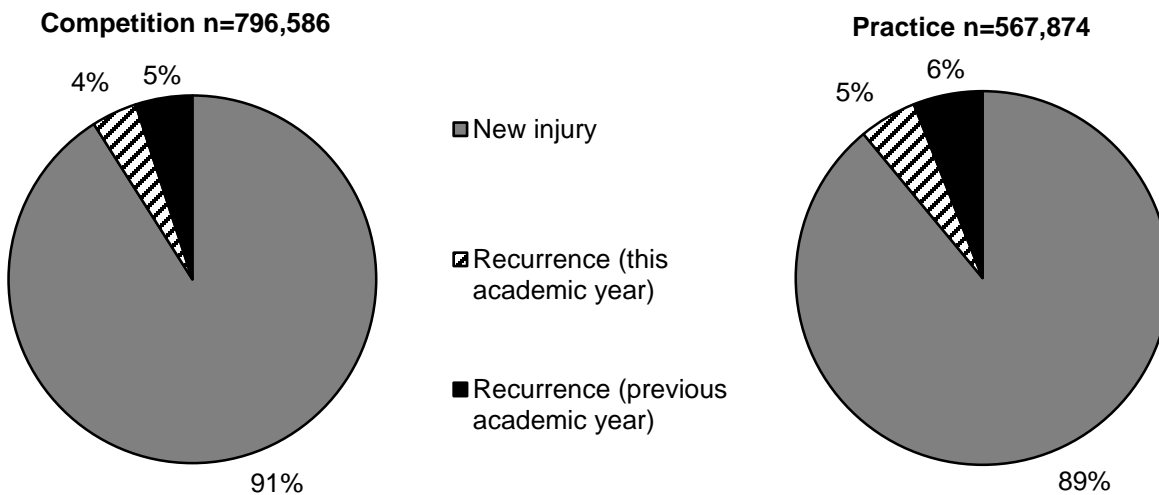 Competition n=796,586
4%
5%
91%
New injury
Recurrence (this
academic year)
Recurrence (previous
academic year)
Practice n=567,874
5%
6%
89%